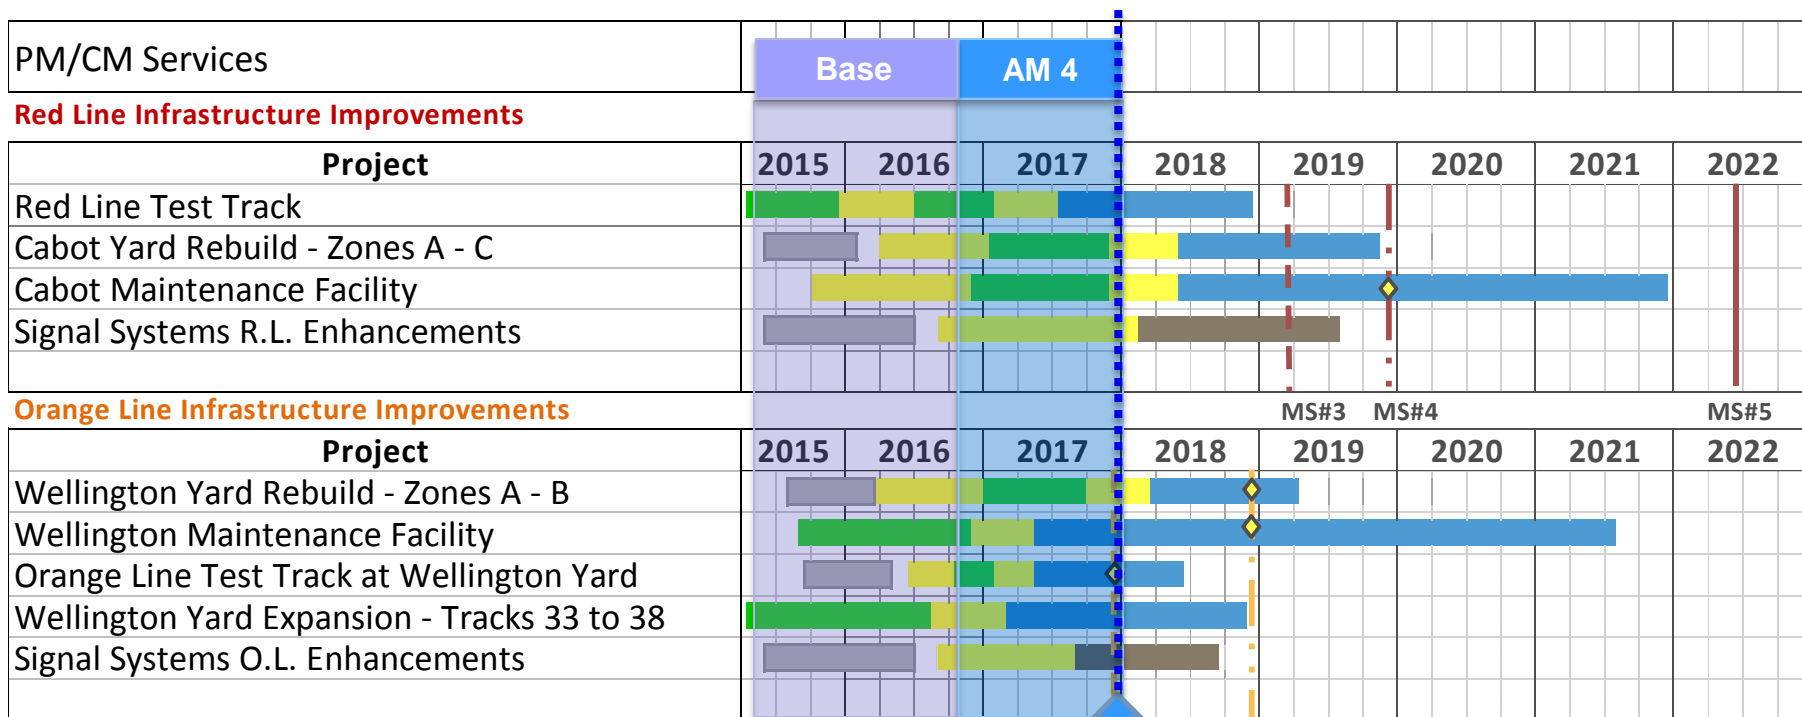 PM/CM Services Base AM 4
Red Line Infrastructure Improvements
Project 2015 2016 2017 2018 2019 2020 2021 2022
Red Line Test Track
Cabot Yard Rebuild - Zones A - C
Cabot Maintenance Facility
Signal Systems R.L. Enhancements
Orange Line Infrastructure Improvements MS#3 MS#4 MS#5
Project 2015 2016 2017 2018 2019 2020 2021 2022
Wellington Yard Rebuild - Zones A - B
Wellington Maintenance Facility
Orange Line Test Track at Wellington Yard
Wellington Yard Expansion - Tracks 33 to 38
Signal Systems O.L. Enhancements